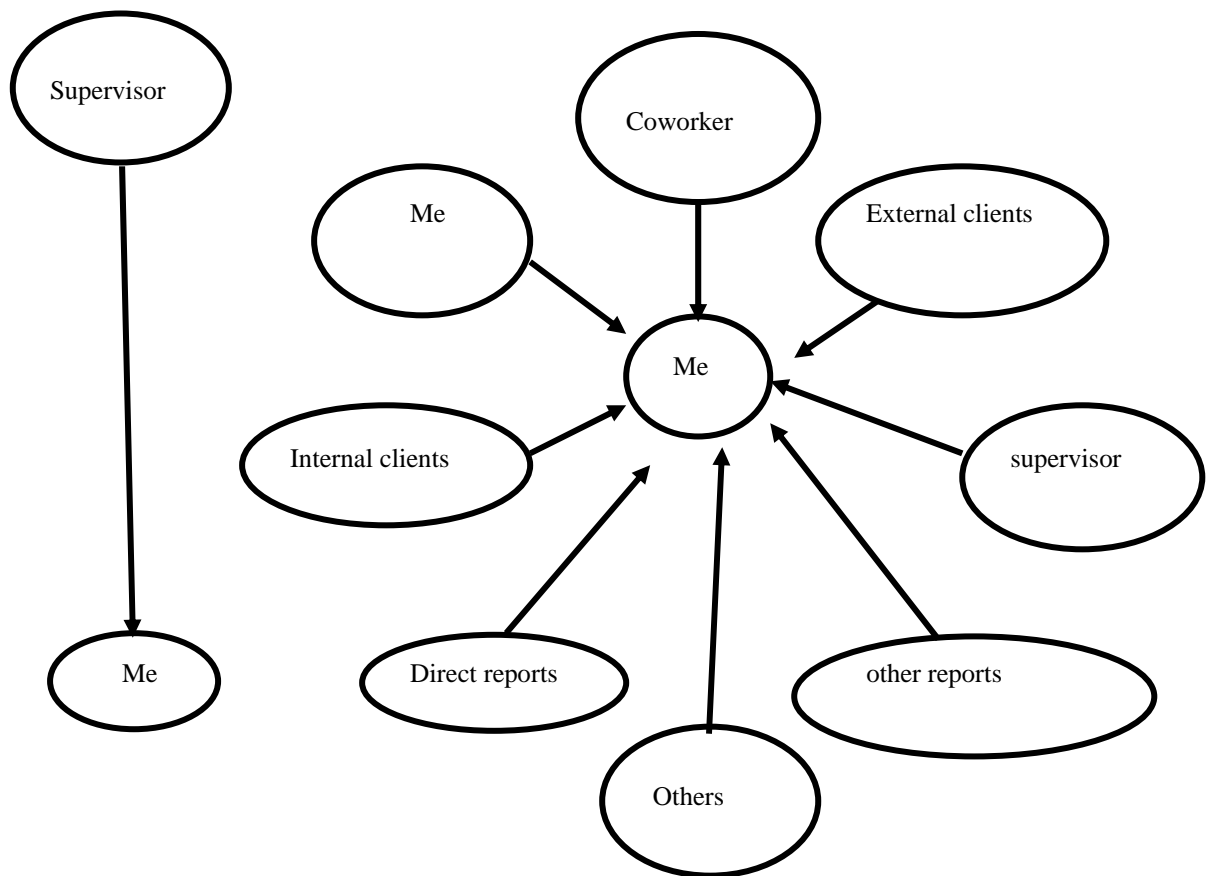 Supervisor
Coworker
Me
External clients
Me
Internal clients
supervisor
Me
Direct reports
other reports
Others